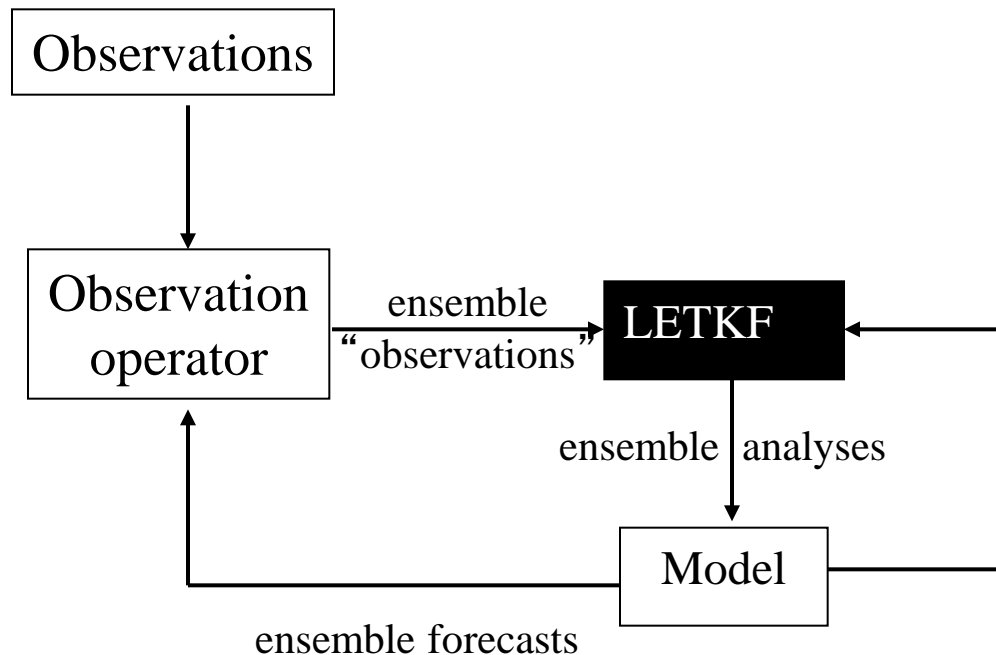 Observations
Observation
operator
ensemble
“observations”
LETKF
ensemble analyses
Model
ensemble forecasts